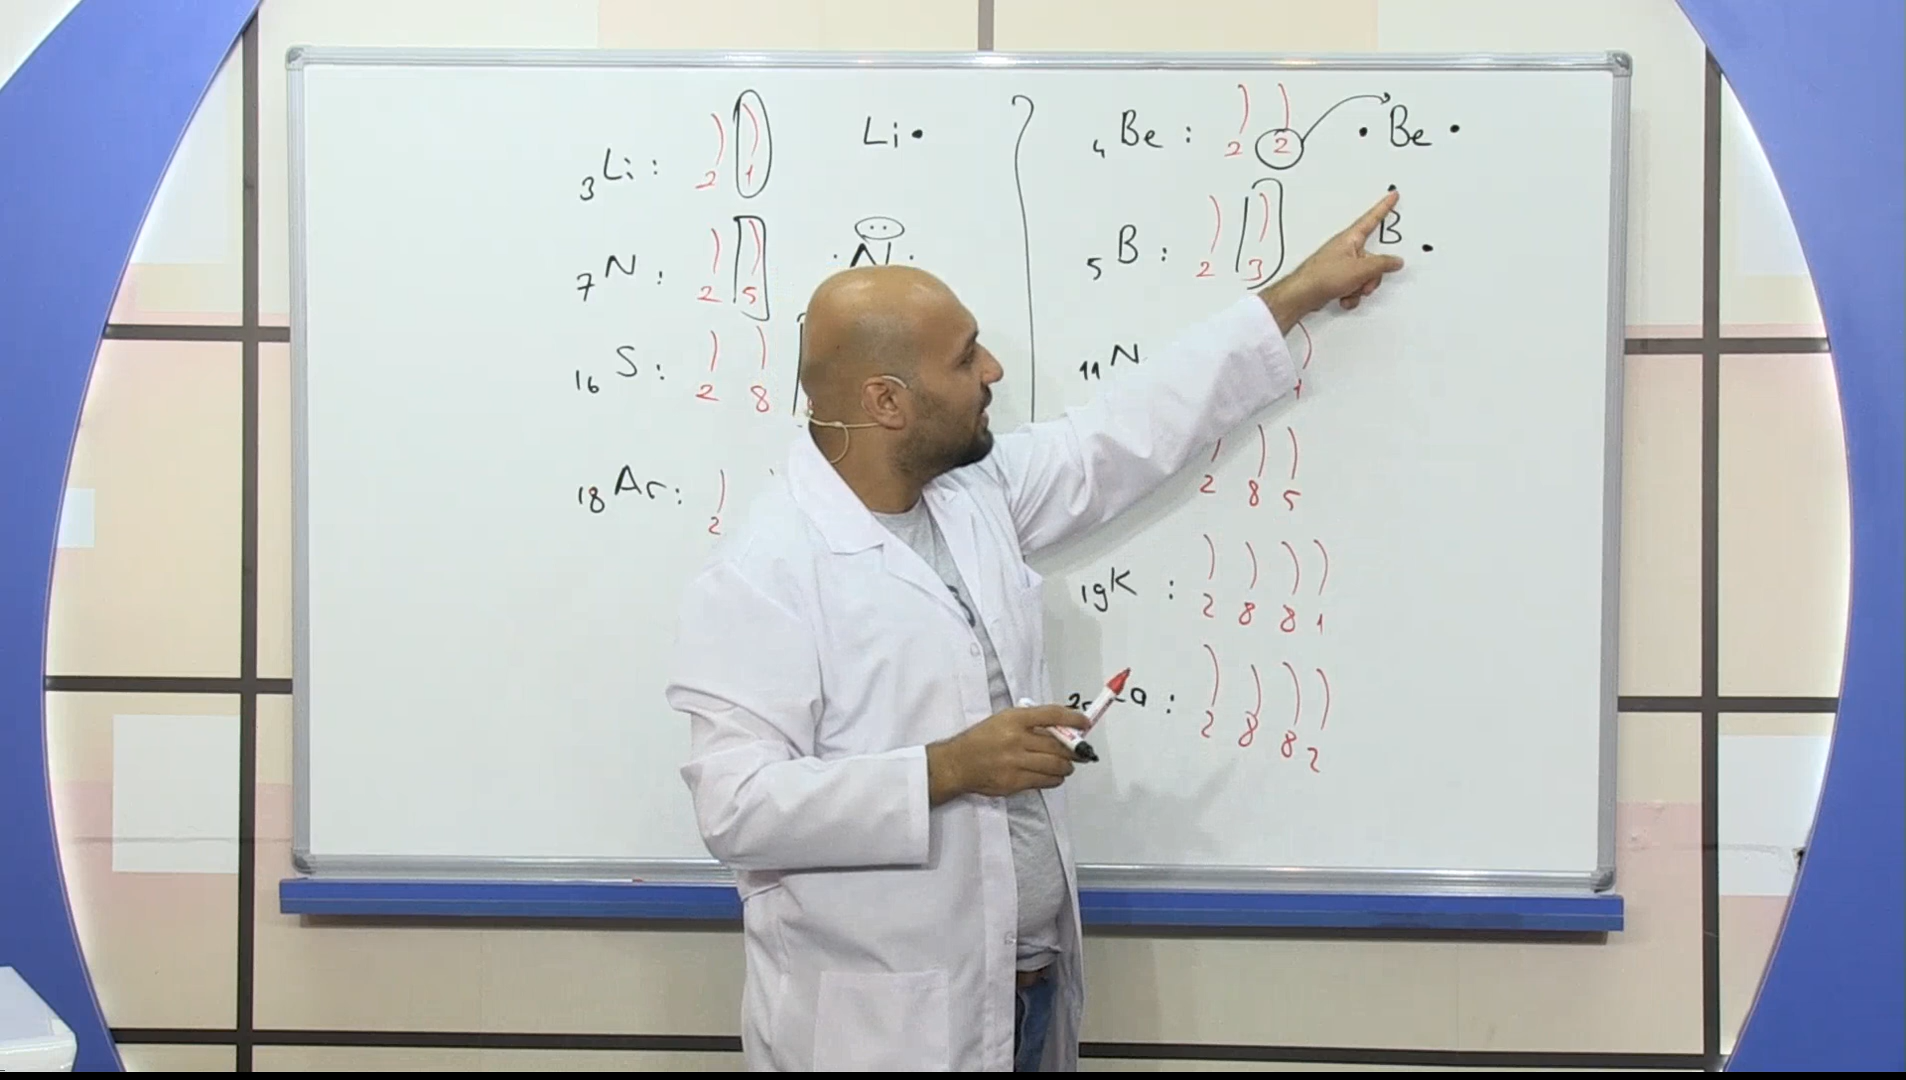 3Li: 2 1 Li•
7N: 2 5 ·N·
16S: 2 8
18Ar: 2
4Be: 2 2 •Be•
5B: 2 3 B•
11N 1
2 8 5
19K: 2 8 8 1
a: 2 8 8 2